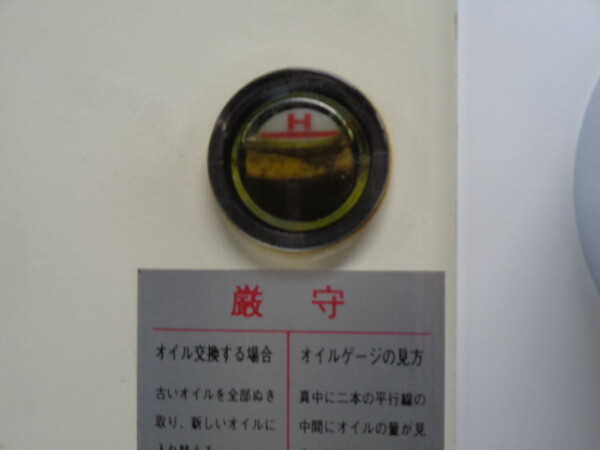 H
厳 守
オイル交換する場合
古いオイルを全部ぬき
取り、新しいオイルに
オイルゲージの見方
真中に二本の平行線の
中間にオイルの量が見